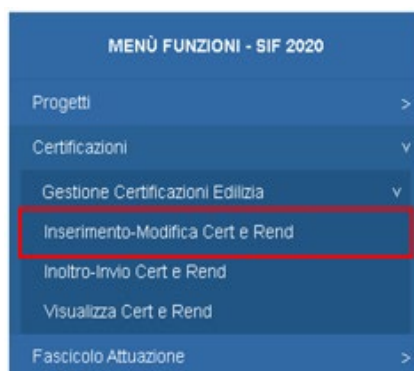 MENÙ FUNZIONI - SIF 2020
Progetti >
Certificazioni v
Gestione Certificazioni Edilizia v
Inserimento-Modifica Cert e Rend
Inoltro-Invio Cert e Rend
Visualizza Cert e Rend
Fascicolo Attuazione >